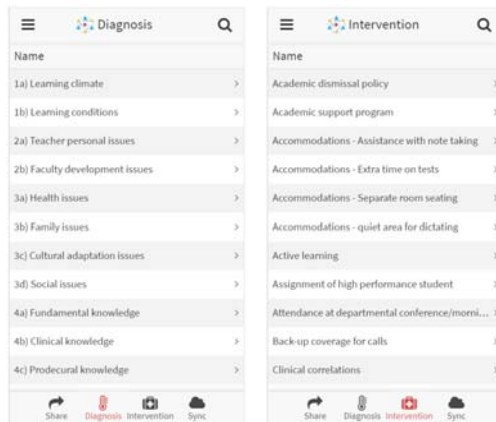 Diagnosis
Name
1a) Learning climate
1b) Learning conditions
2a) Teacher personal issues
2b) Faculty development issues
3a) Health issues
3b) Family issues
3c) Cultural adaptation issues
3d) Social issues
4a) Fundamental knowledge
4b) Clinical knowledge
4c) Prodecural knowledge
Share Diagnosis Intervention Sync
Intervention
Name
Academic dismissal policy
Academic support program
Accommodations - Assistance with note taking
Accommodations - Extra time on tests
Accommodations - Separate room seating
Accommodations - quiet area for dictating
Active learning
Assignment of high performance student
Attendance at departmental conference/morni...
Back-up coverage for calls
Clinical correlations
Share Diagnosis Intervention Sync